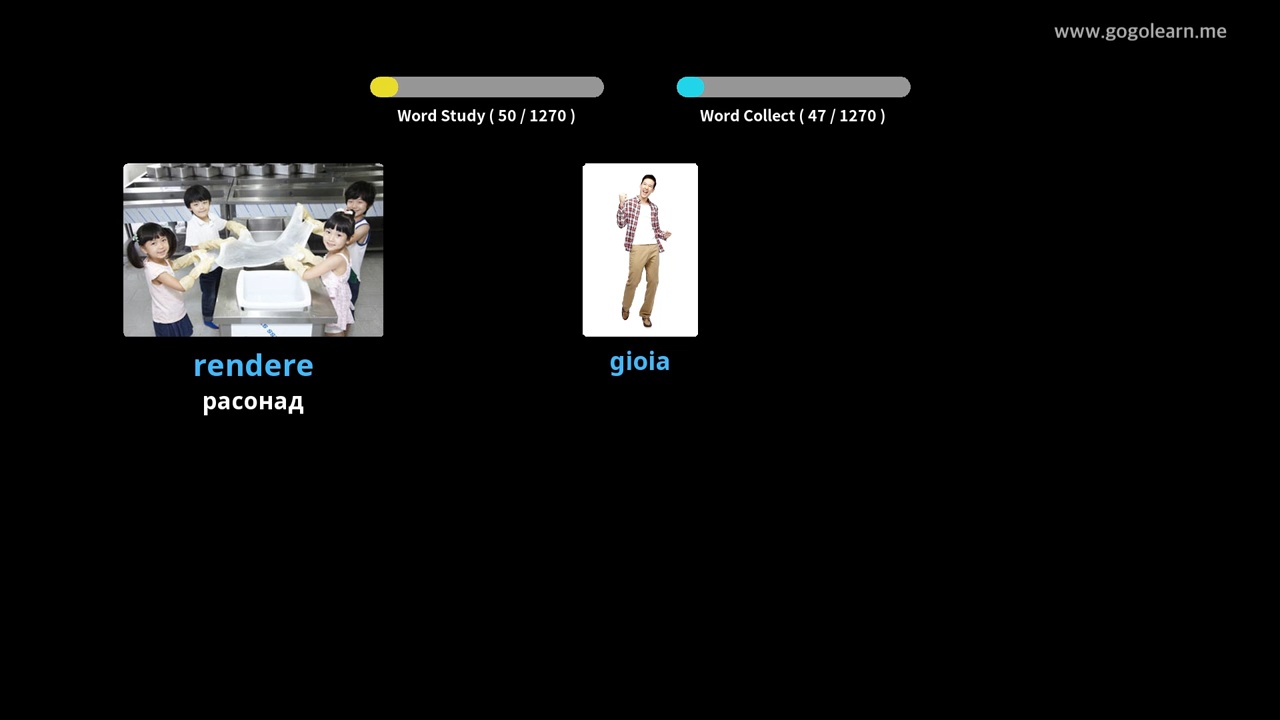 www.gogolearn.me
Word Study ( 50 / 1270 )
Word Collect ( 47 / 1270 )
rendere
расонад
gioia